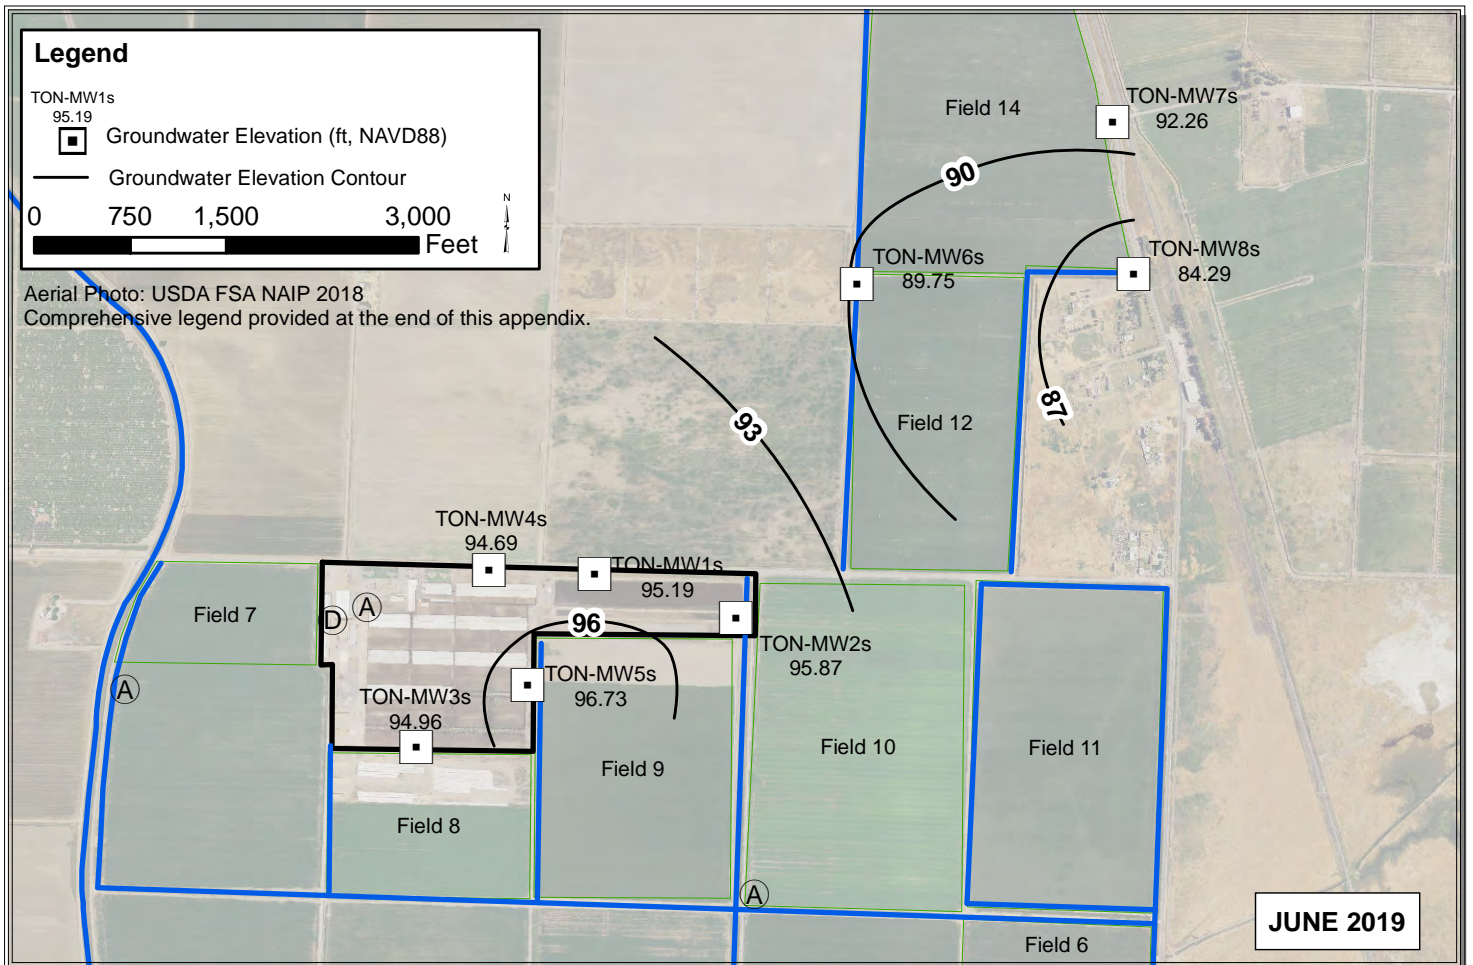 Legend
TON-MW1s
95.19
Groundwater Elevation (ft, NAVD88)
Groundwater Elevation Contour
N
0 750 1,500 3,000
Feet
Aerial Photo: USDA FSA NAIP 2018
Comprehensive legend provided at the end of this appendix.
Field 14
TON-MW7s
92.26
90
TON-MW6s
89.75
TON-MW8s
84.29
93
Field 12
87
TON-MW4s
94.69
TON-MW1s
95.19
Field 7
D
A
96
TON-MW2s
95.87
A
TON-MW3s
94.96
TON-MW5s
96.73
Field 10
Field 11
Field 9
Field 8
A
Field 6
JUNE 2019